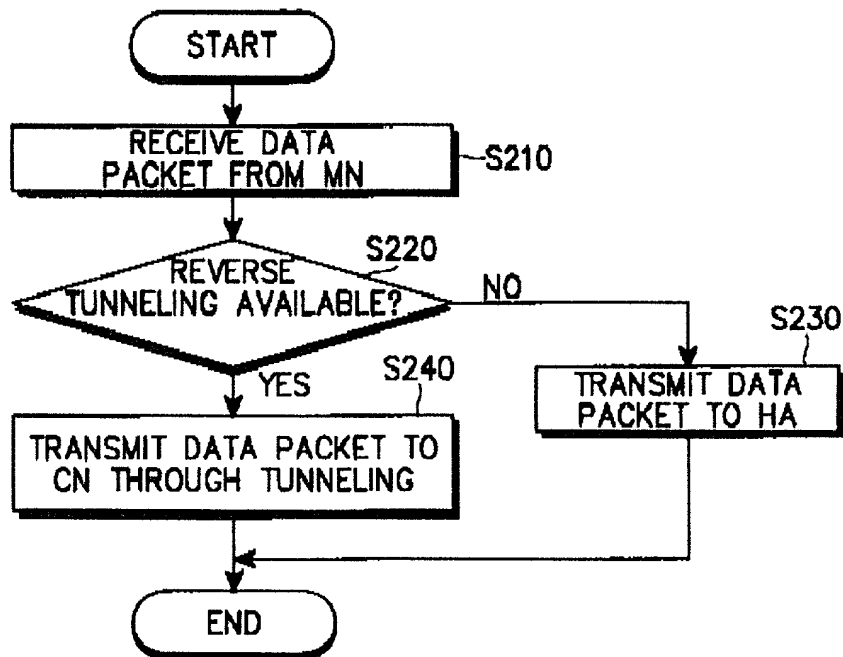 START
RECEIVE DATA
PACKET FROM MN
S210
S220
REVERSE
TUNNELING AVAILABLE?
NO
S230
TRANSMIT DATA
PACKET TO HA
YES
S240
TRANSMIT DATA PACKET TO
CN THROUGH TUNNELING
END